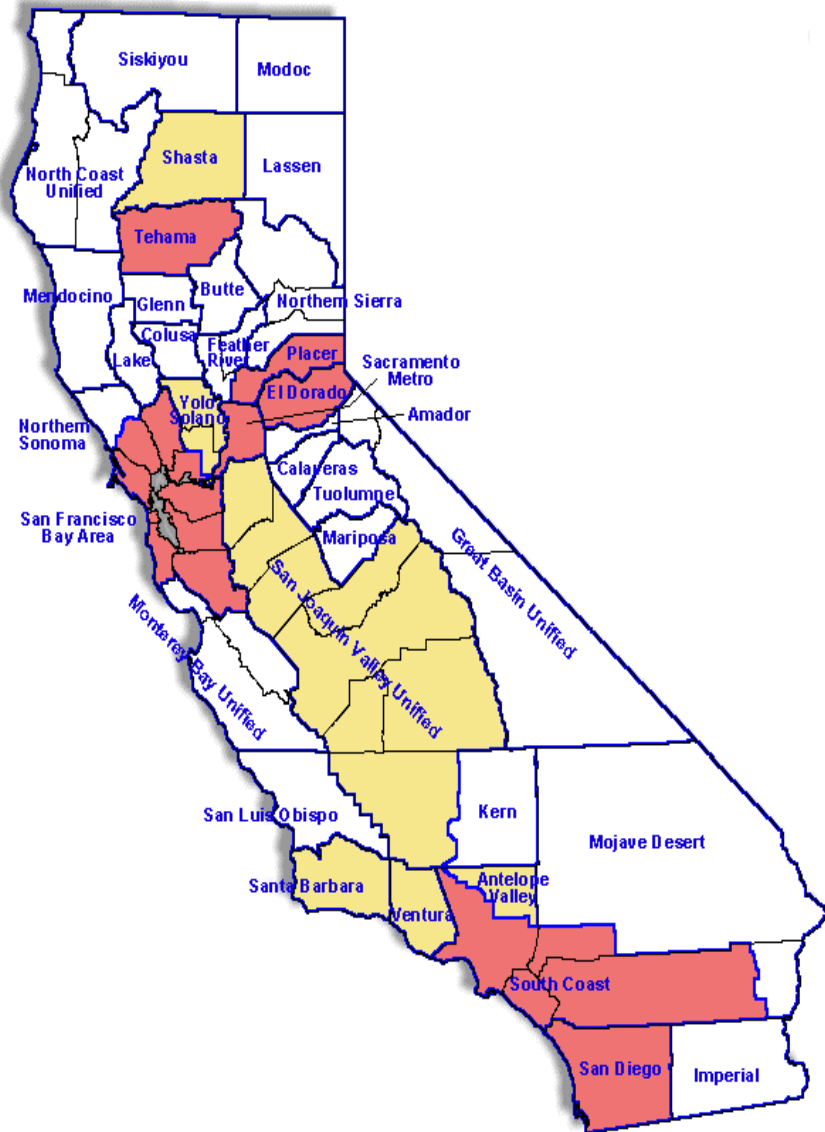 Siskiyou
Modoc
Shasta
Lassen
North Coast
Unified
Tehama
Mendocino
Glenn
Butte
Northern Sierra
Colusa
Lake
Feather
River
Placer
Sacramento
Metro
El Dorado
Yolo
Solano
Amador
Northern
Sonoma
Calaveras
Tuolumne
San Francisco
Bay Area
Mariposa
Great Basin Unified
San Joaquin Valley Unified
Monterey Bay Unified
San Luis Obispo
Kern
Mojave Desert
Santa Barbara
Antelope
Valley
Ventura
South Coast
San Diego
Imperial